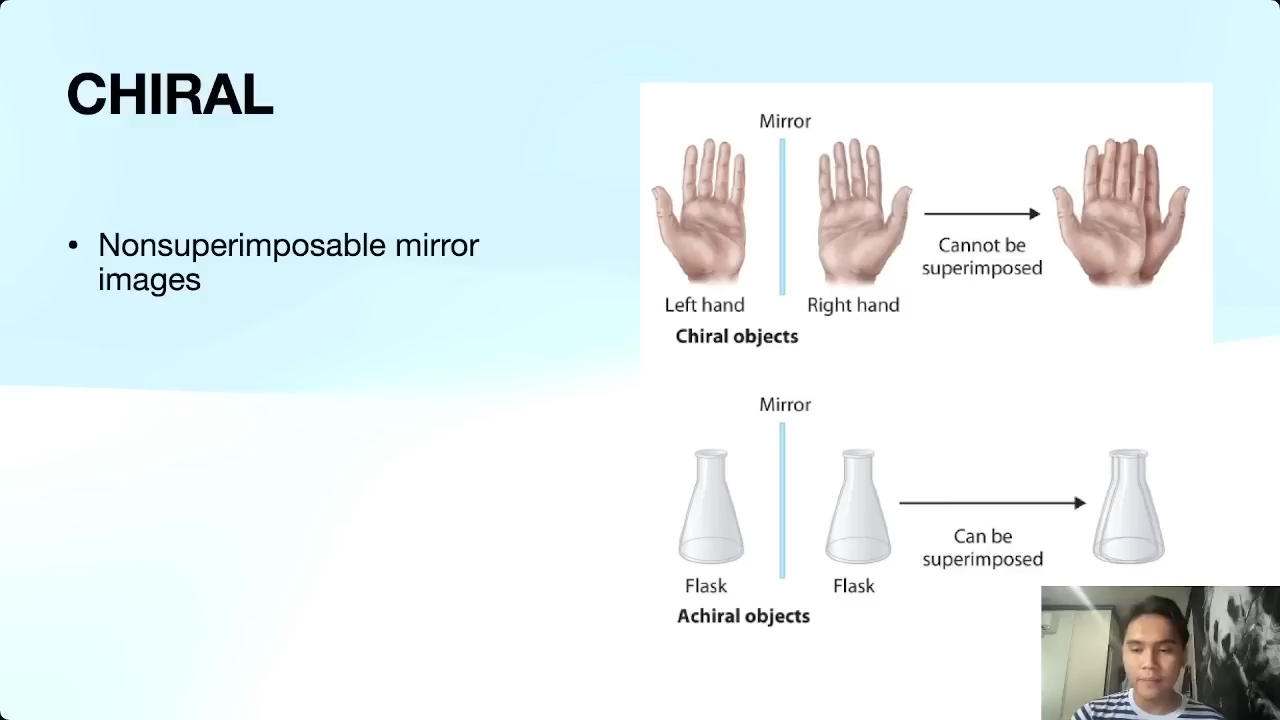 CHIRAL
• Nonsuperimposable mirror
images
Mirror
Cannot be
superimposed
Left hand
Right hand
Chiral objects
Mirror
Can be
superimposed
Flask
Flask
Achiral objects